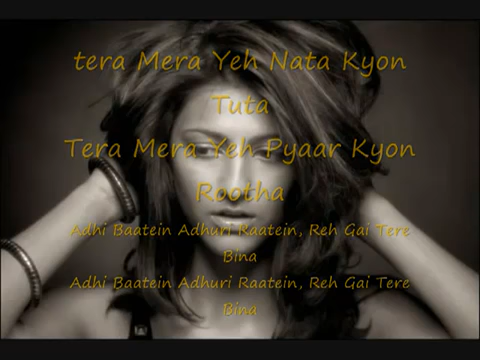 tera Mera Yeh Nata Kyon
Tuta
Tera Mera Yeh Pyaar Kyon
Rootha
Adhi Baatein Adhuri Raatein, Reh Gai Tere
Bina
Adhi Baatein Adhuri Raatein, Reh Gai Tere
Bina